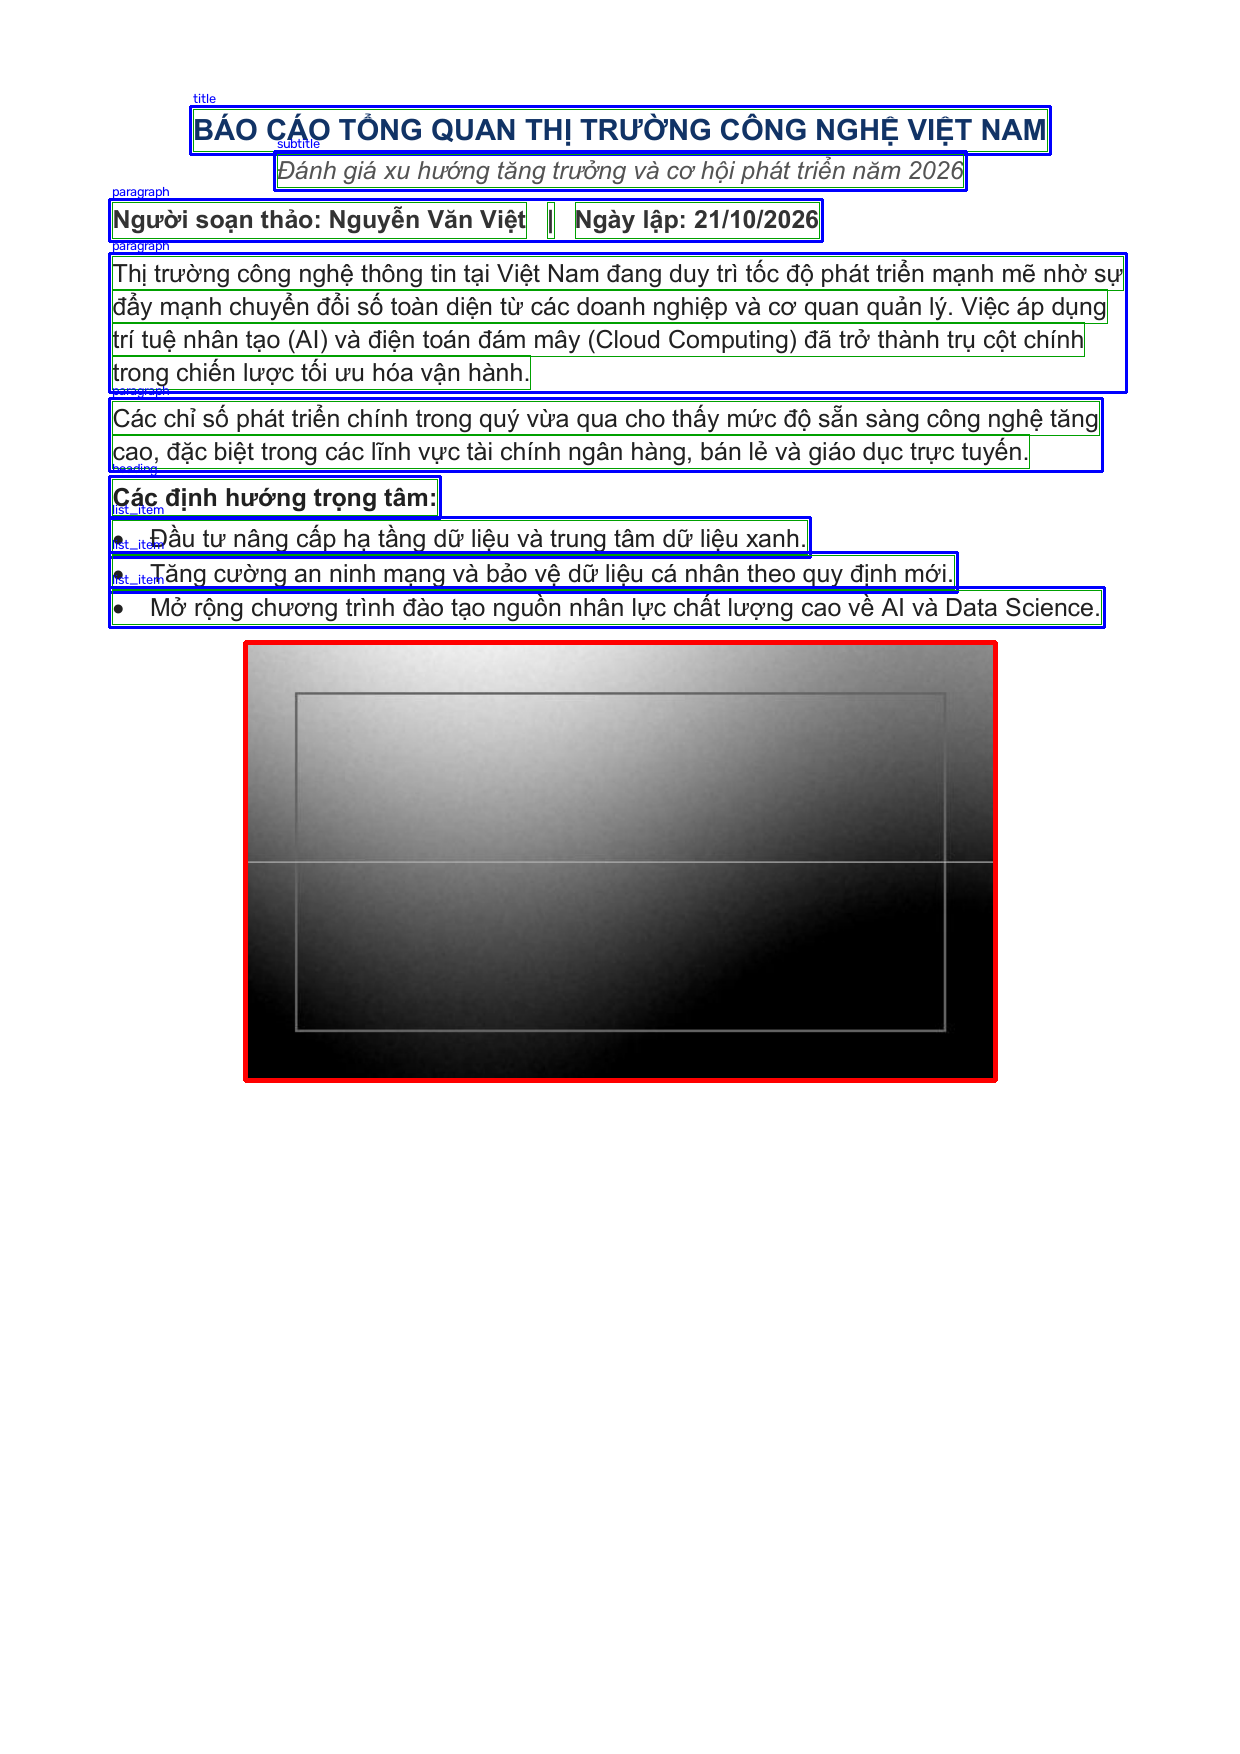 title
BÁO CÁO TỔNG QUAN THỊ TRƯỜNG CÔNG NGHỆ VIỆT NAM
subtitle
Đánh giá xu hướng tăng trưởng và cơ hội phát triển năm 2026
paragraph
Người soạn thảo: Nguyễn Văn Việt | Ngày lập: 21/10/2026
paragraph
Thị trường công nghệ thông tin tại Việt Nam đang duy trì tốc độ phát triển mạnh mẽ nhờ sự
đẩy mạnh chuyển đổi số toàn diện từ các doanh nghiệp và cơ quan quản lý. Việc áp dụng
trí tuệ nhân tạo (AI) và điện toán đám mây (Cloud Computing) đã trở thành trụ cột chính
trong chiến lược tối ưu hóa vận hành.
paragraph
Các chỉ số phát triển chính trong quý vừa qua cho thấy mức độ sẵn sàng công nghệ tăng
cao, đặc biệt trong các lĩnh vực tài chính ngân hàng, bán lẻ và giáo dục trực tuyến.
heading
Các định hướng trọng tâm:
list_item
• Đầu tư nâng cấp hạ tầng dữ liệu và trung tâm dữ liệu xanh.
list_item
• Tăng cường an ninh mạng và bảo vệ dữ liệu cá nhân theo quy định mới.
list_item
• Mở rộng chương trình đào tạo nguồn nhân lực chất lượng cao về AI và Data Science.